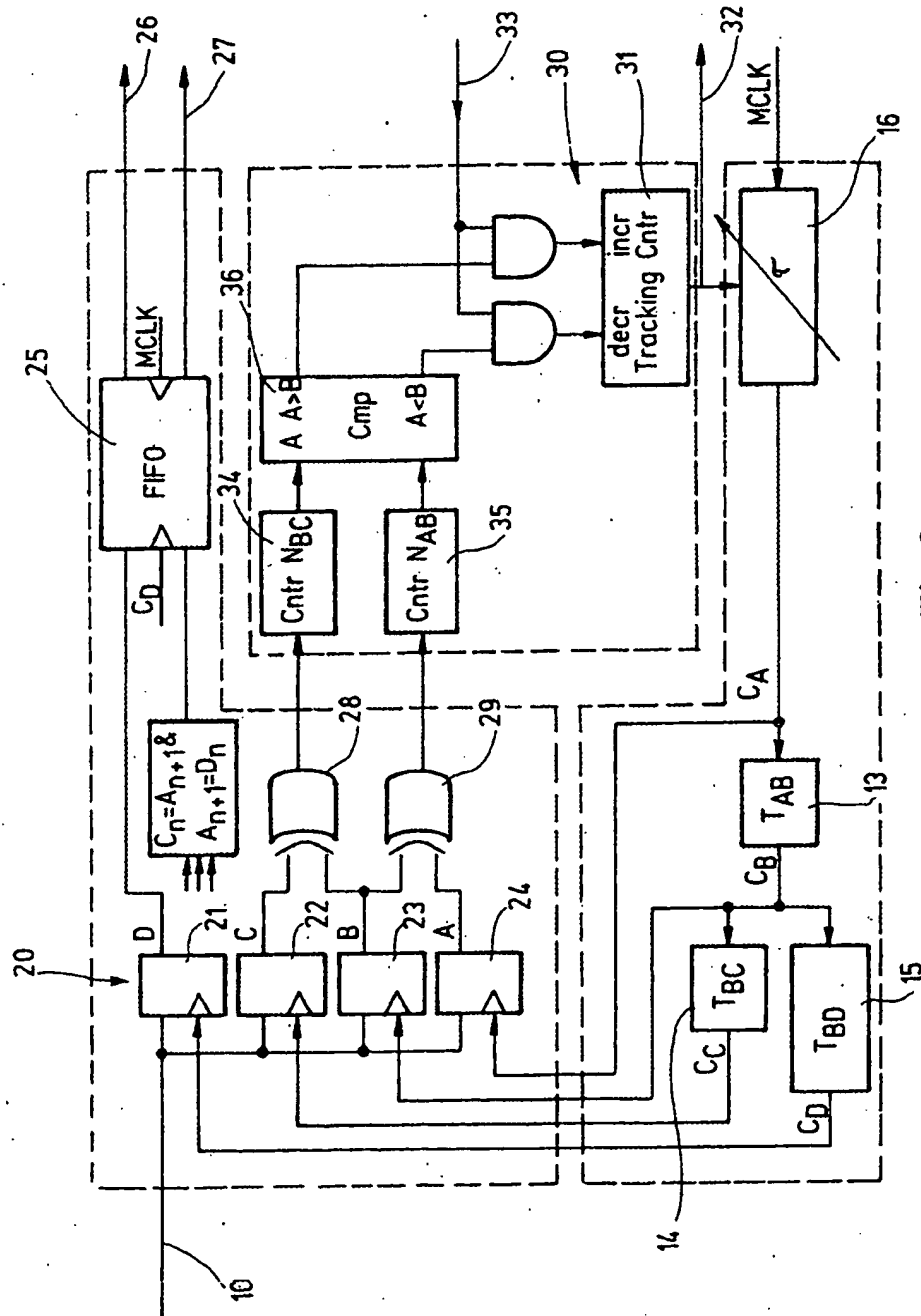 26
27
25
FIFO
MCLK
C_D
C_n=A_{n+1}&
A_{n+1}=D_n
20
D
C
B
A
21
22
23
24
28
29
10
33
30
36
34
35
Cntr N_BC
Cntr N_AB
A A>B
Cmp
A<B
decr incr
Tracking Cntr
31
32
MCLK
16
τ
C_A
T_AB
13
C_B
T_BC
14
C_C
T_BD
15
C_D